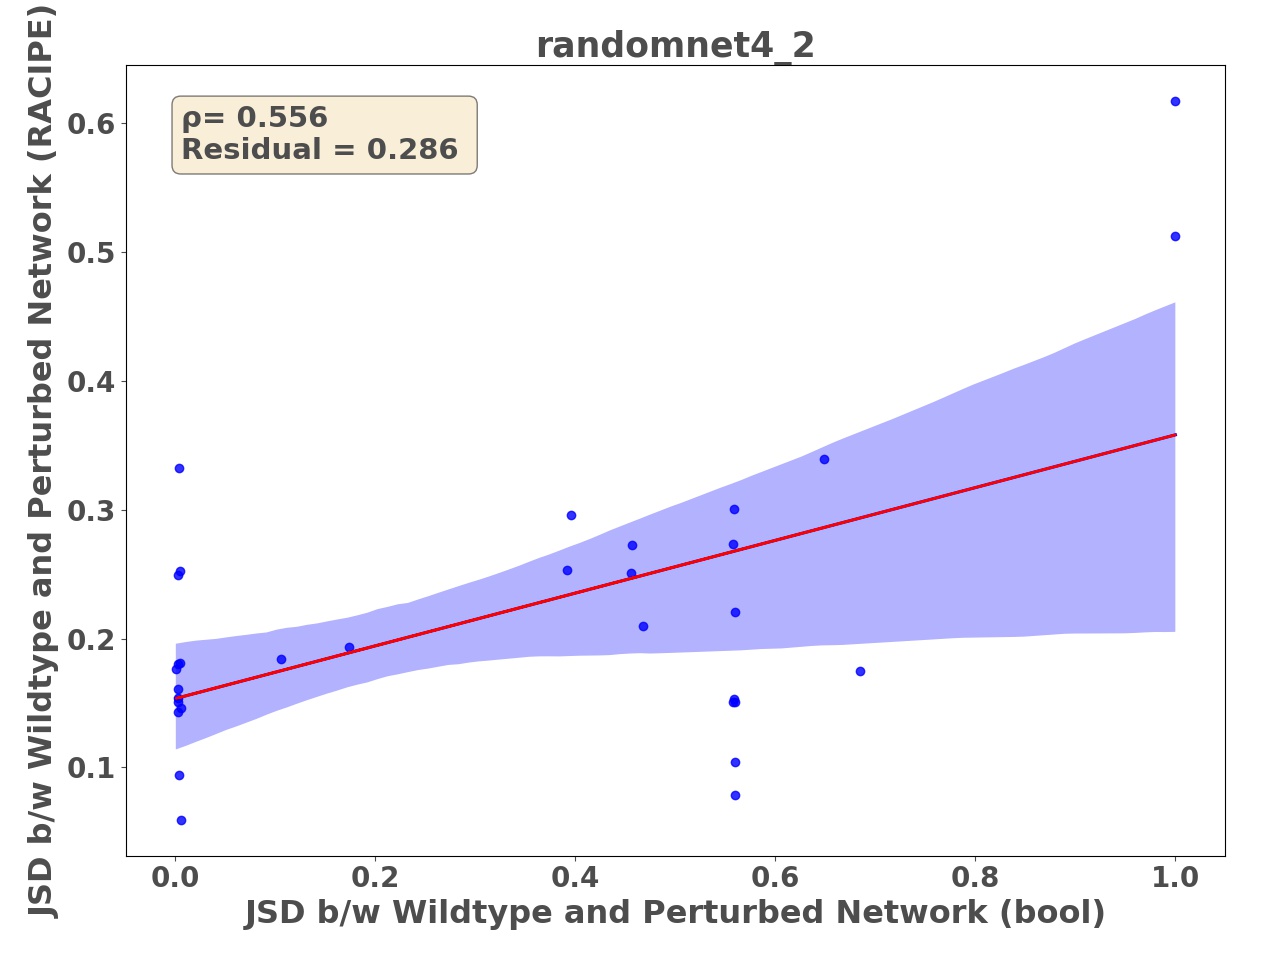 randomnet4_2
ρ= 0.556
Residual = 0.286
JSD b/w Wildtype and Perturbed Network (RACIPE)
0.6
0.5
0.4
0.3
0.2
0.1
0.0 0.2 0.4 0.6 0.8 1.0
JSD b/w Wildtype and Perturbed Network (bool)